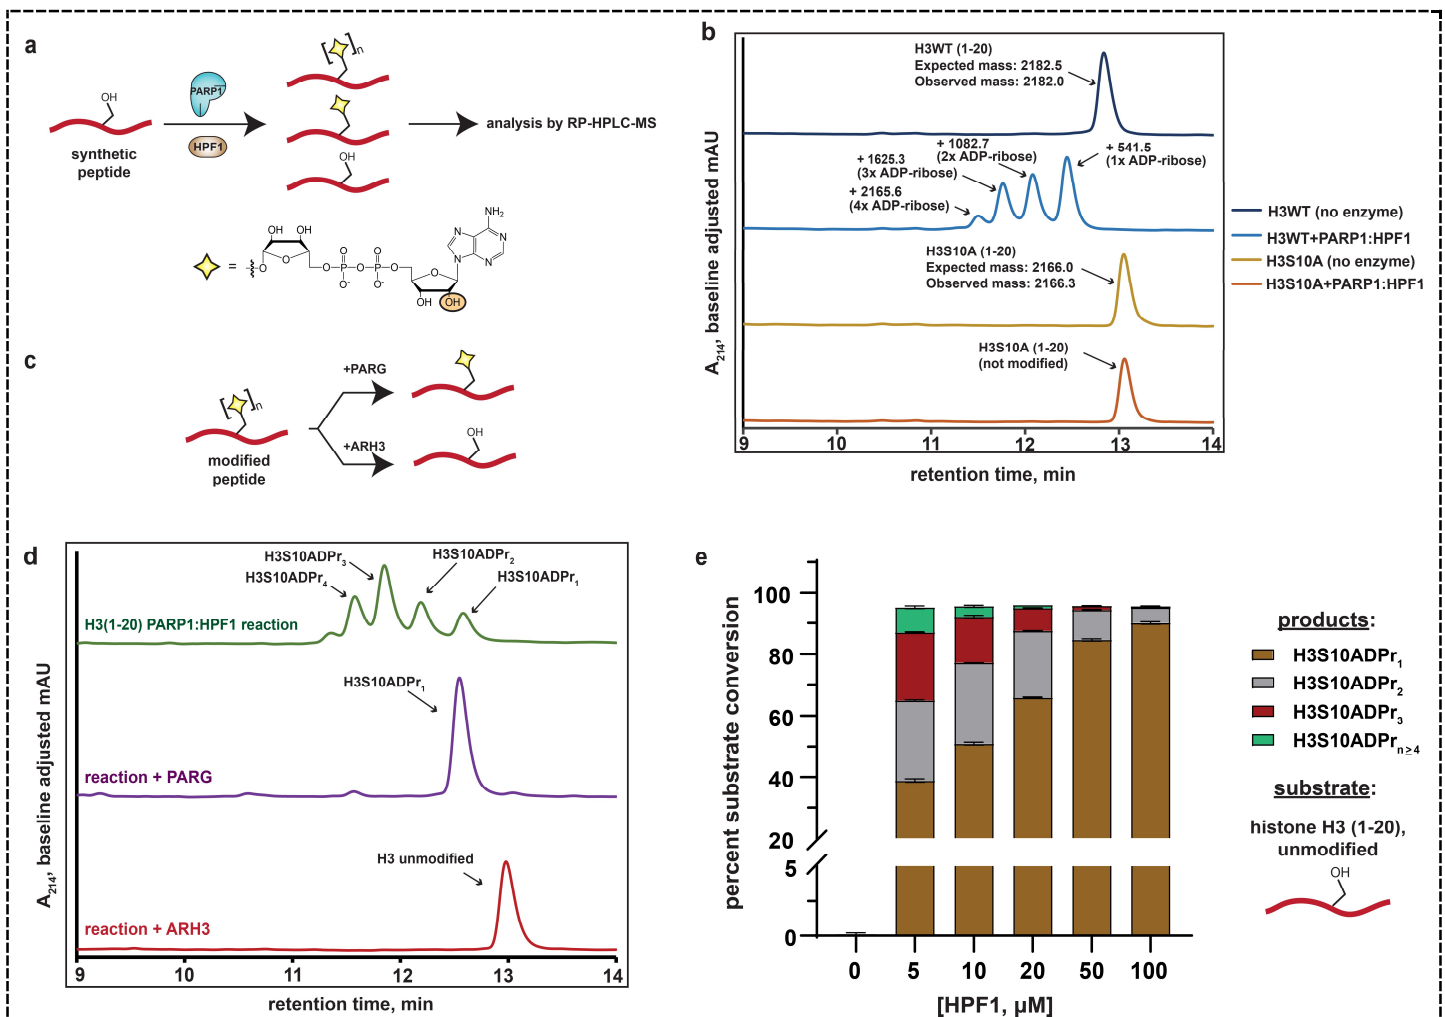 a
OH
PARP1
HPF1
synthetic
peptide
[ ]n
OH
analysis by RP-HPLC-MS
=
OH OH
O
O
O
P
O
O-
O
P
O
O-
O
O
OH
OH
N
N
N
N
NH2
b
A214, baseline adjusted mAU
H3WT (1-20)
Expected mass: 2182.5
Observed mass: 2182.0
+ 1082.7
(2x ADP-ribose)
+ 541.5
(1x ADP-ribose)
+ 1625.3
(3x ADP-ribose)
+ 2165.6
(4x ADP-ribose)
H3S10A (1-20)
Expected mass: 2166.0
Observed mass: 2166.3
H3S10A (1-20)
(not modified)
9 10 11 12 13 14
retention time, min
H3WT (no enzyme)
H3WT+PARP1:HPF1
H3S10A (no enzyme)
H3S10A+PARP1:HPF1
c
[ ]n
modified
peptide
+PARG
+ARH3
OH
d
A214, baseline adjusted mAU
H3S10ADPr3
H3S10ADPr2
H3S10ADPr4
H3S10ADPr1
H3(1-20) PARP1:HPF1 reaction
H3S10ADPr1
reaction + PARG
H3 unmodified
reaction + ARH3
9 10 11 12 13 14
retention time, min
e
percent substrate conversion
100
80
60
40
20
5
0
0 5 10 20 50 100
[HPF1, µM]
products:
H3S10ADPr1
H3S10ADPr2
H3S10ADPr3
H3S10ADPrn≥4
substrate:
histone H3 (1-20),
unmodified
OH